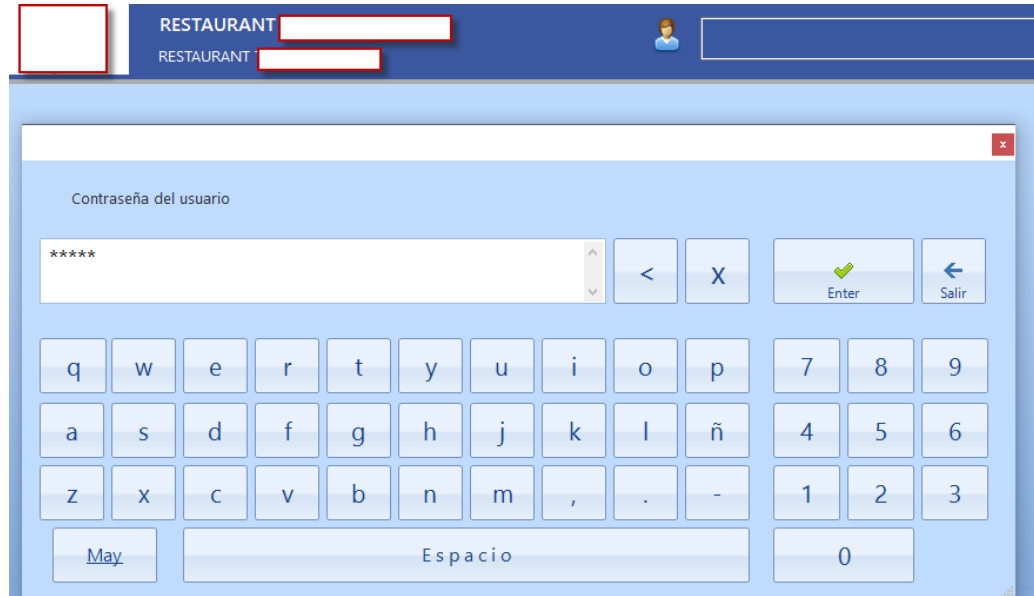 RESTAURANT
RESTAURANT
x
Contraseña del usuario
*****
< X Enter Salir
q w e r t y u i o p 7 8 9
a s d f g h j k l ñ 4 5 6
z x c v b n m , . - 1 2 3
May Espacio 0